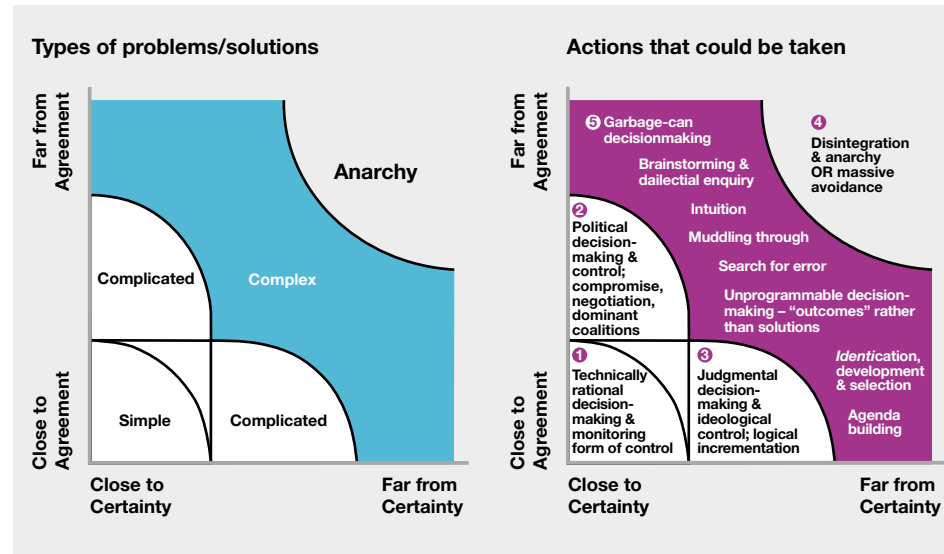 Types of problems/solutions
Far from
Agreement
Close to
Agreement
Anarchy
Complicated
Complex
Simple
Complicated
Close to
Certainty
Far from
Certainty
Actions that could be taken
Far from
Agreement
Close to
Agreement
5 Garbage-can
decisionmaking
Brainstorming &
dailectial enquiry
Intuition
Muddling through
Search for error
Unprogrammable decision-
making – “outcomes” rather
than solutions
Identication,
development
& selection
Agenda
building
4
Disintegration
& anarchy
OR massive
avoidance
2
Political
decision-
making &
control;
compromise,
negotiation,
dominant
coalitions
1
Technically
rational
decision-
making &
monitoring
form of control
3
Judgmental
decision-
making &
ideological
control; logical
incrementation
Close to
Certainty
Far from
Certainty